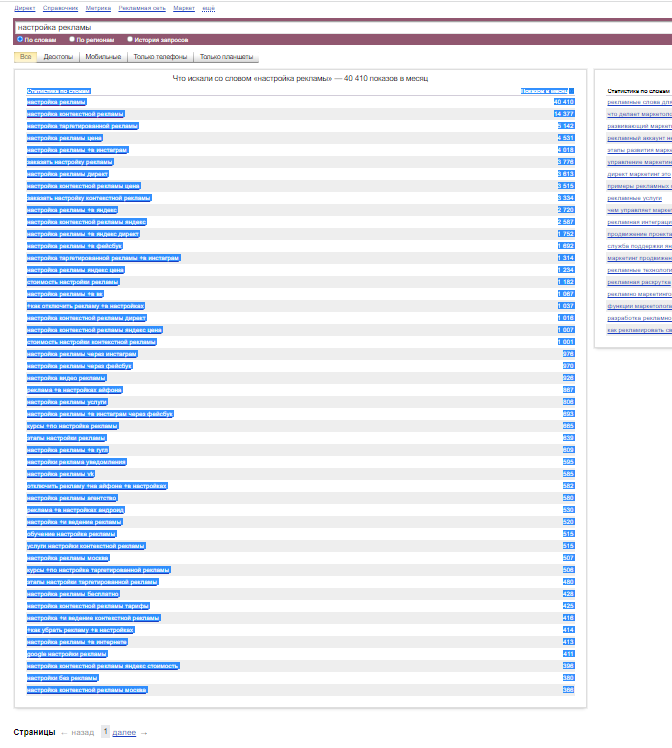 Директ Справочник Метрика Рекламная сеть Маркет ещё
настройка рекламы
По словам По регионам История запросов
Все Десктопы Мобильные Только телефоны Только планшеты
Что искали со словом «настройка рекламы» — 40 410 показов в месяц
Статистика по словам Показов в месяц
настройка рекламы 40 410
настройка контекстной рекламы 14 377
настройка таргетированной рекламы 5 142
настройка рекламы цена 4 531
настройка рекламы +в инстаграм 4 018
заказать настройку рекламы 3 776
настройка рекламы директ 3 613
настройка контекстной рекламы цена 3 515
заказать настройку контекстной рекламы 3 334
настройка рекламы +в яндекс 2 720
настройка контекстной рекламы яндекс 2 587
настройка рекламы +в яндекс директ 1 752
настройка рекламы +в фейсбук 1 692
настройка таргетированной рекламы +в инстаграм 1 314
настройка рекламы яндекс цена 1 234
стоимость настройки рекламы 1 182
настройка рекламы +в вк 1 067
+как отключить рекламу +в настройках 1 037
настройка контекстной рекламы директ 1 016
настройка контекстной рекламы яндекс цена 1 007
стоимость настройки контекстной рекламы 1 001
настройка рекламы через инстаграм 976
настройка рекламы через фейсбук 970
настройка видео рекламы 926
реклама +в настройках айфона 867
настройка рекламы услуги 806
настройка рекламы +в инстаграм через фейсбук 693
курсы +по настройке рекламы 665
этапы настройки рекламы 639
настройка рекламы +в гугл 609
настройки реклама уведомления 595
настройка рекламы vk 585
отключить рекламу +на айфоне +в настройках 582
настройка рекламы агентство 580
реклама +в настройках андроид 530
настройка +и ведение рекламы 520
обучение настройке рекламы 515
услуги настройки контекстной рекламы 515
настройка рекламы москва 507
курсы +по настройке таргетированной рекламы 506
этапы настройки таргетированной рекламы 480
настройка рекламы бесплатно 428
настройка контекстной рекламы тарифы 425
настройка +и ведение контекстной рекламы 416
+как убрать рекламу +в настройках 414
настройка рекламы +в интернете 413
google настройки рекламы 411
настройка контекстной рекламы яндекс стоимость 396
настройки без рекламы 380
настройка контекстной рекламы москва 366
Страницы ← назад 1 далее →
Статистика по словам
рекламные слова для
что делает маркетоло
развивающий маркети
рекламный аккаунт ин
этапы развития марке
управление маркетин
директ маркетинг это
примеры рекламных
рекламные услуги
чем управляет маркет
рекламная интеграци
продвижение проекта
служба поддержки ян
маркетинг продвижен
рекламные технологи
рекламная раскрутка
рекламно маркетинго
функции маркетолога
разработка рекламно
как рекламировать св